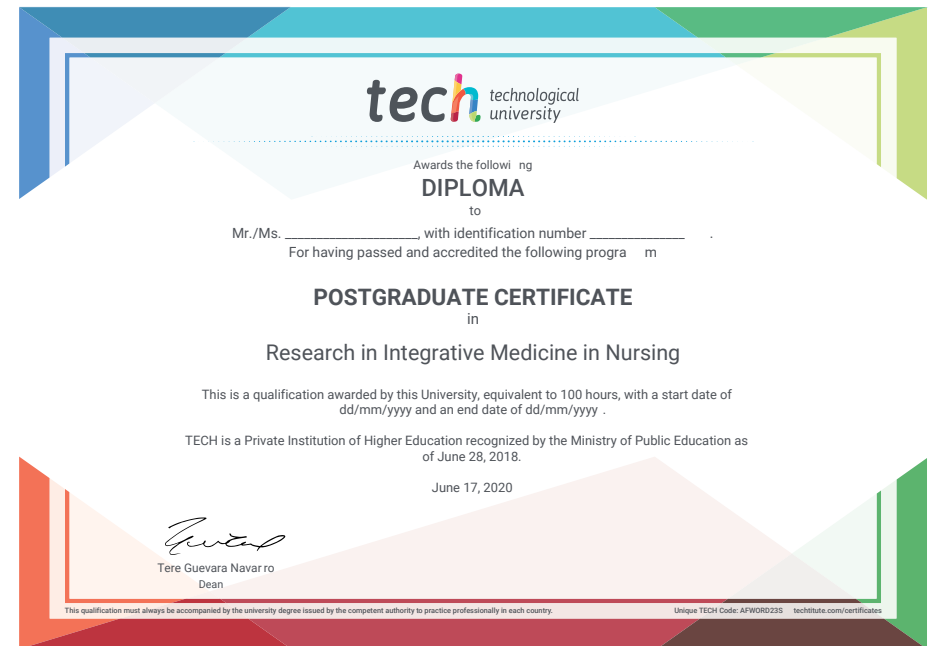 tech technological
university
Awards the followi ng
DIPLOMA
to
Mr./Ms. ____________________, with identification number ______________ .
For having passed and accredited the following progra m
POSTGRADUATE CERTIFICATE
in
Research in Integrative Medicine in Nursing
This is a qualification awarded by this University, equivalent to 100 hours, with a start date of
dd/mm/yyyy and an end date of dd/mm/yyyy .
TECH is a Private Institution of Higher Education recognized by the Ministry of Public Education as
of June 28, 2018.
June 17, 2020
Tere Guevara Navar ro
Dean
This qualification must always be accompanied by the university degree issued by the competent authority to practice professionally in each country. Unique TECH Code: AFWORD23S techtitute.com/certificates